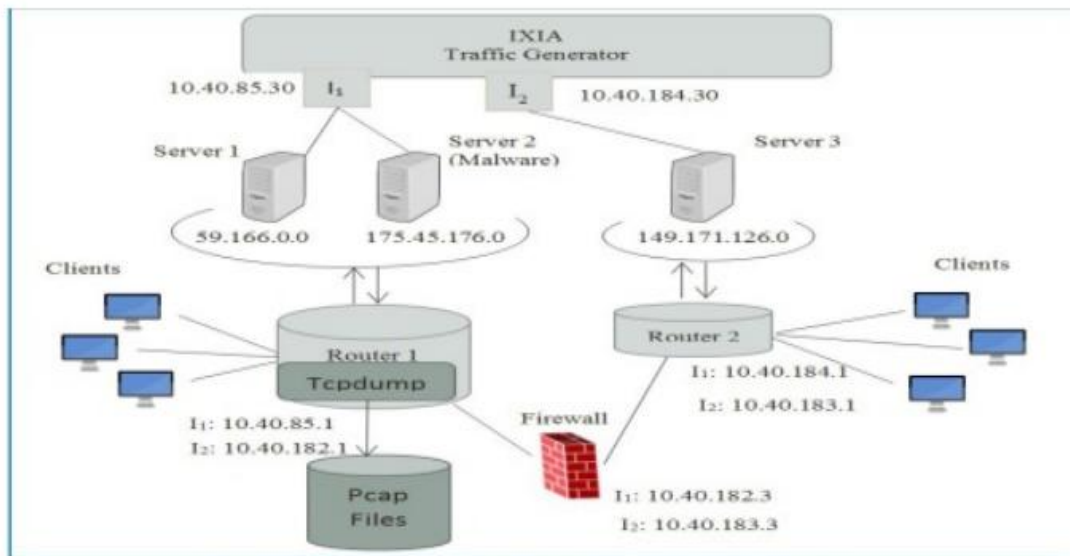 IXIA
Traffic Generator
10.40.85.30
I₁
I₂
10.40.184.30
Server 1
Server 2
(Malware)
Server 3
59.166.0.0
175.45.176.0
149.171.126.0
Clients
Clients
Router 1
Tcpdump
Router 2
I₁: 10.40.85.1
I₂: 10.40.182.1
I₁: 10.40.184.1
I₂: 10.40.183.1
Firewall
Pcap
Files
I₁: 10.40.182.3
I₂: 10.40.183.3